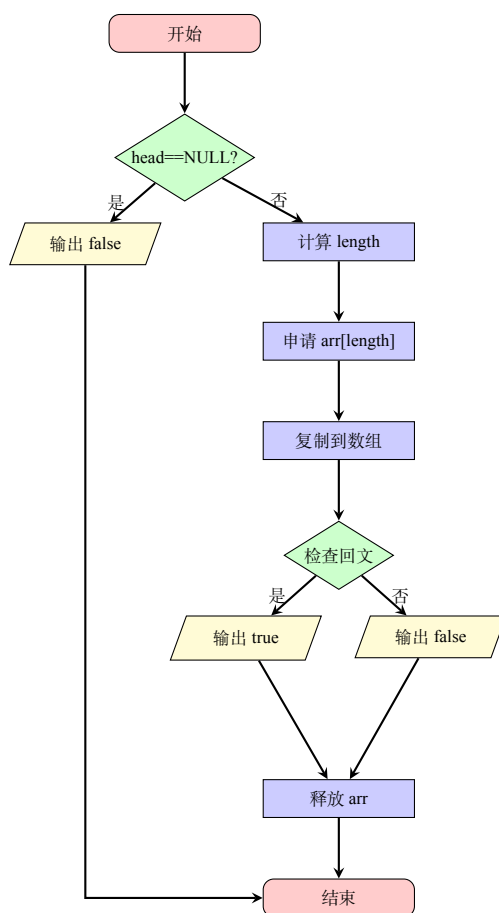 开始
head==NULL?
是
否
输出 false
计算 length
申请 arr[length]
复制到数组
检查回文
是
否
输出 true
输出 false
释放 arr
结束